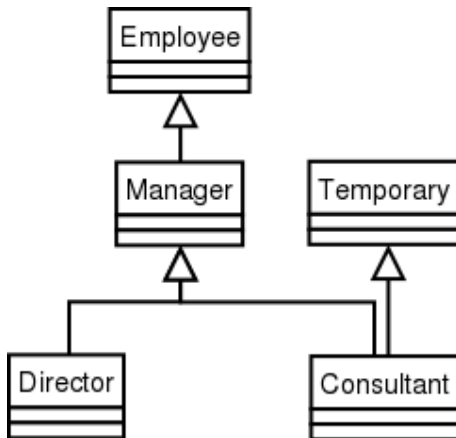 Employee
Manager
Temporary
Director
Consultant